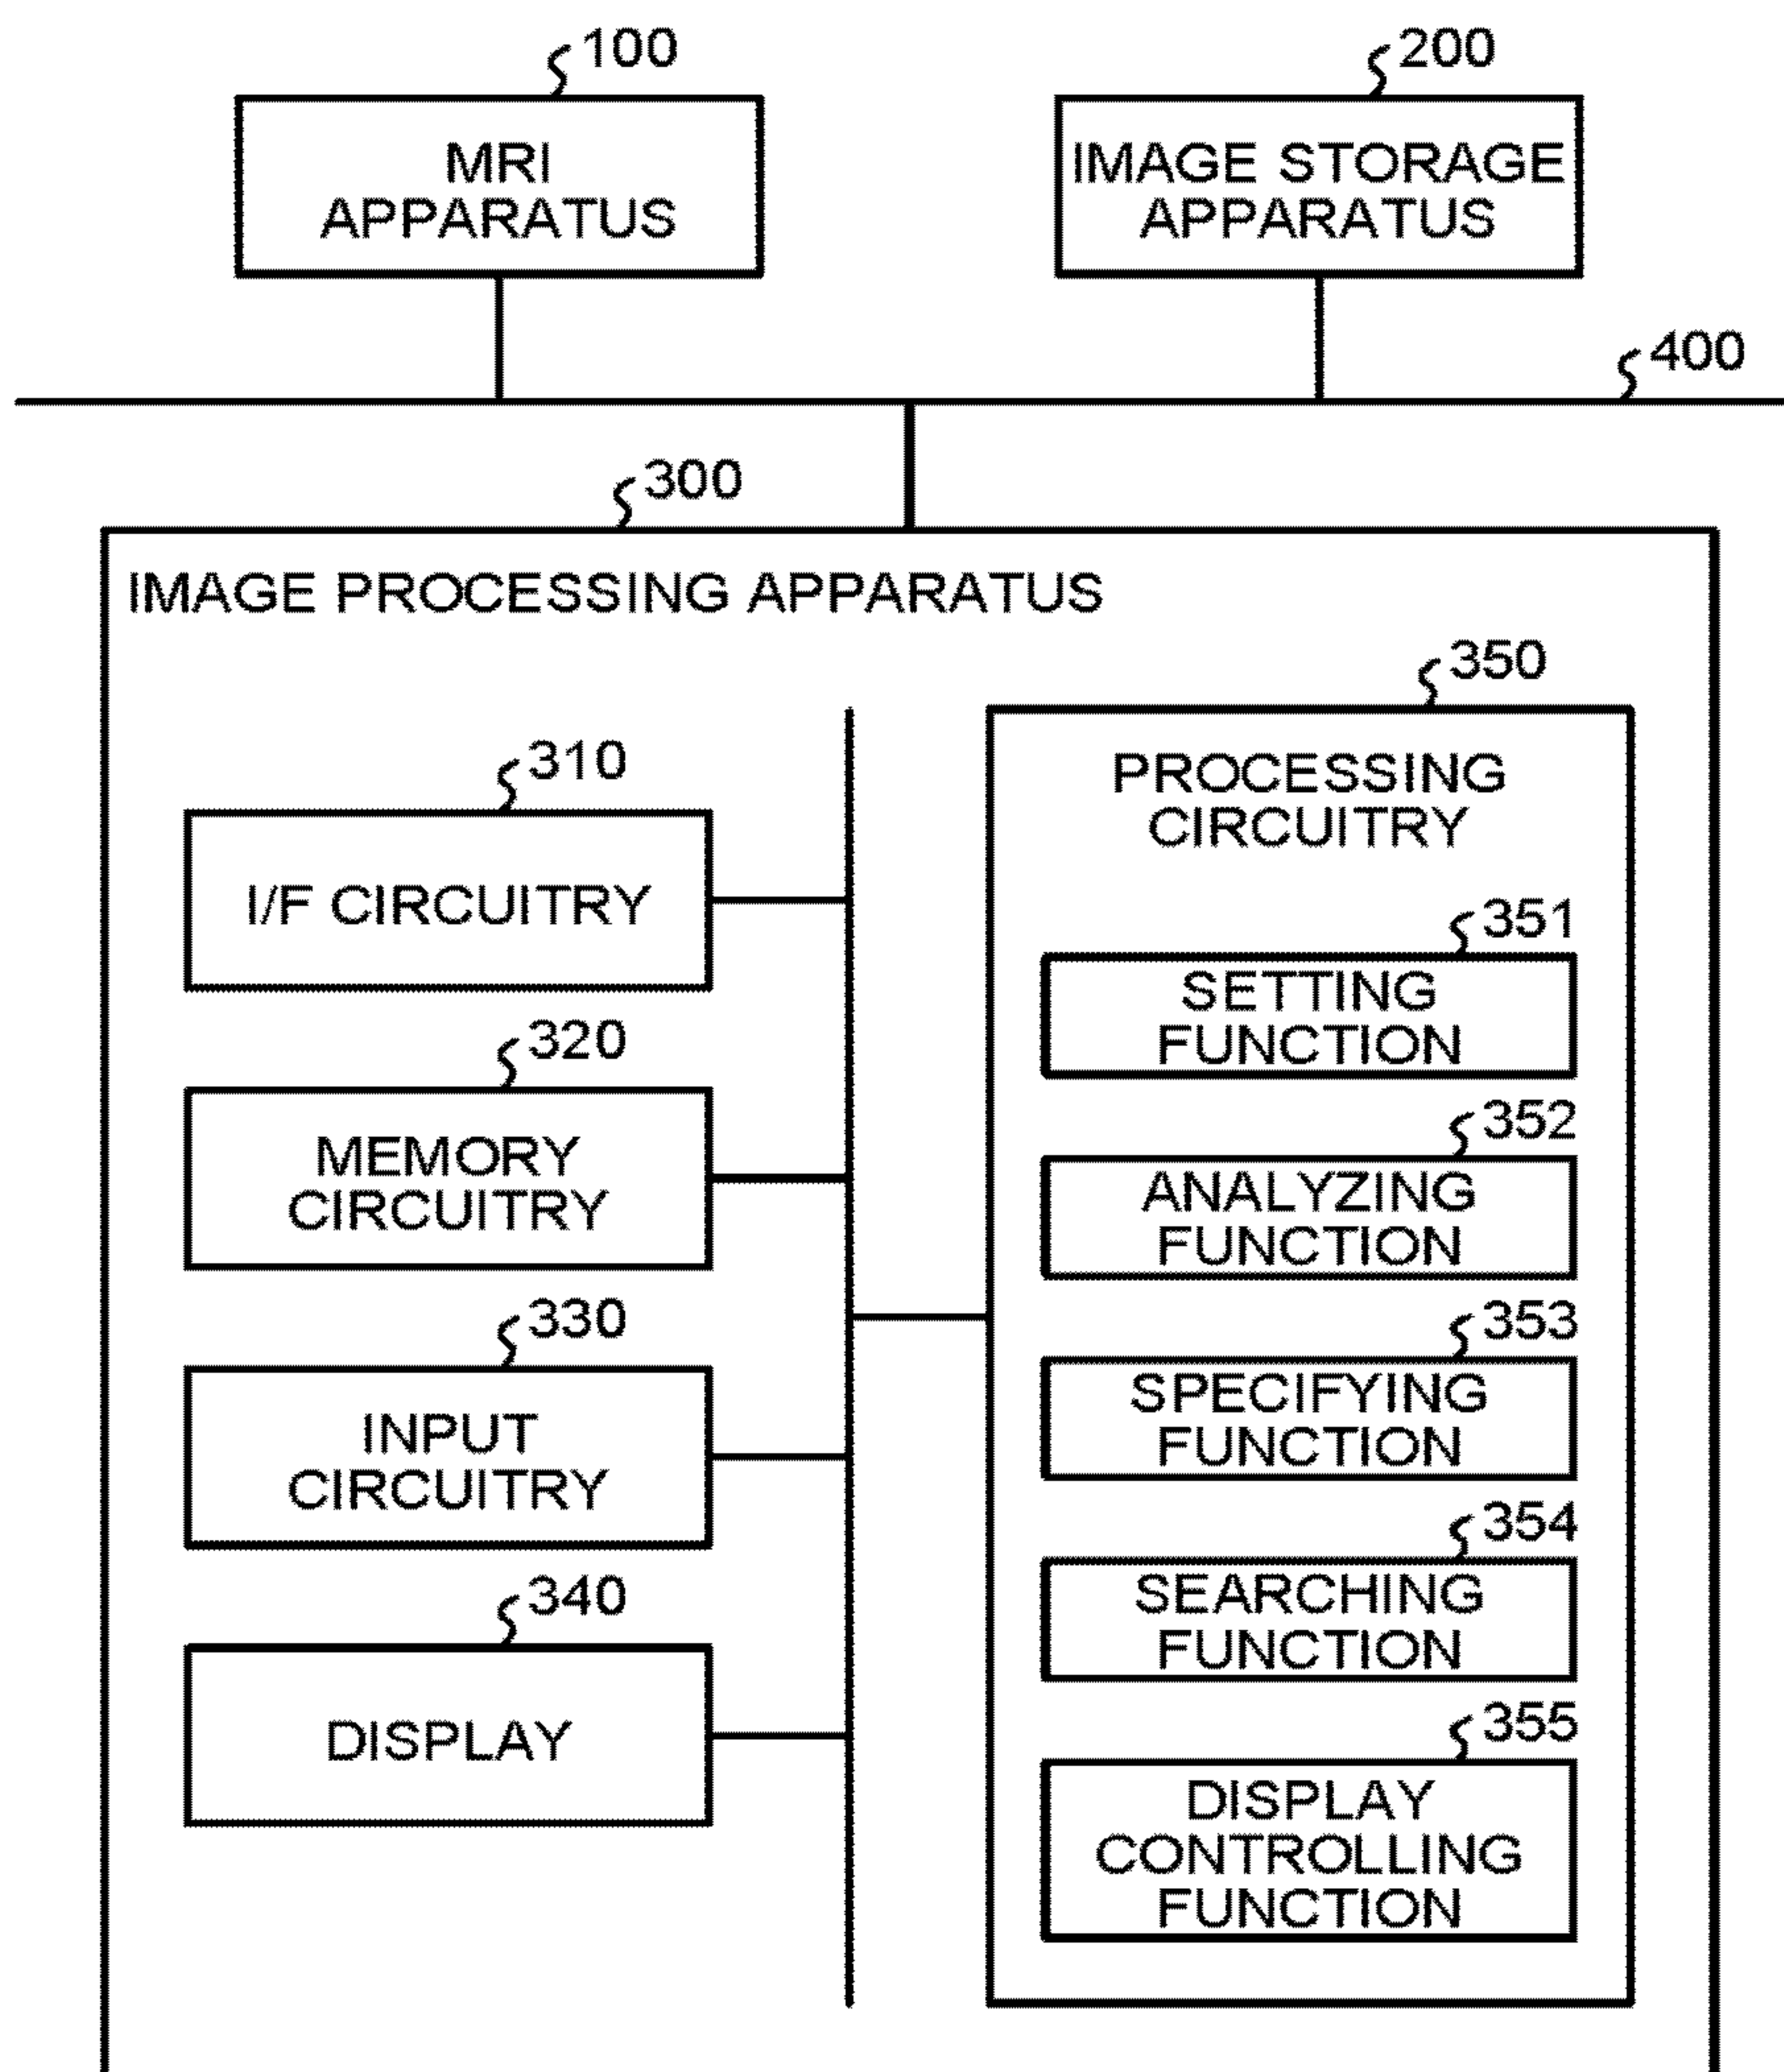 100
MRI
APPARATUS
200
IMAGE STORAGE
APPARATUS
400
300
IMAGE PROCESSING APPARATUS
310
I/F CIRCUITRY
320
MEMORY
CIRCUITRY
330
INPUT
CIRCUITRY
340
DISPLAY
350
PROCESSING
CIRCUITRY
351
SETTING
FUNCTION
352
ANALYZING
FUNCTION
353
SPECIFYING
FUNCTION
354
SEARCHING
FUNCTION
355
DISPLAY
CONTROLLING
FUNCTION